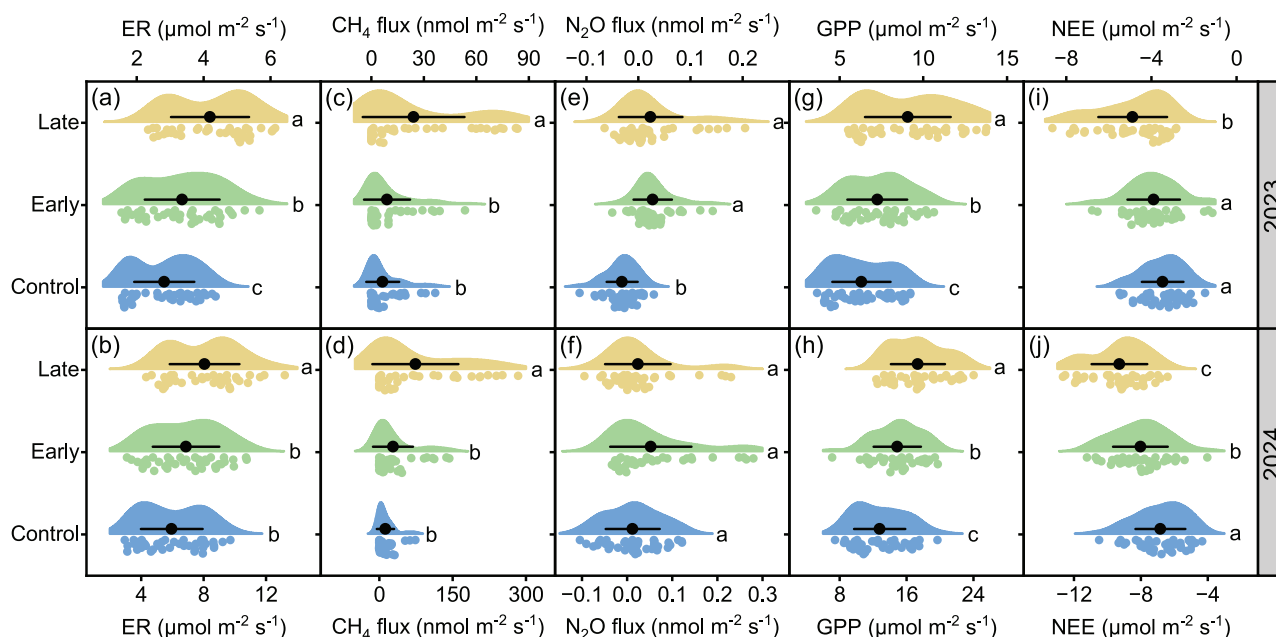 ER (μmol m⁻² s⁻¹) CH₄ flux (nmol m⁻² s⁻¹) N₂O flux (nmol m⁻² s⁻¹) GPP (μmol m⁻² s⁻¹) NEE (μmol m⁻² s⁻¹)
2 4 6 0 30 60 90 −0.1 0.0 0.1 0.2 5 10 15 −8 −4 0
(a) (c) (e) (g) (i)
Late a a a a b
Early b b a b a
Control c b b c a
2023
(b) (d) (f) (h) (j)
Late a a a a c
Early b b a b b
Control b b a c a
2024
4 8 12 0 150 300 −0.1 0.0 0.1 0.2 0.3 8 16 24 −12 −8 −4
ER (μmol m⁻² s⁻¹) CH₄ flux (nmol m⁻² s⁻¹) N₂O flux (nmol m⁻² s⁻¹) GPP (μmol m⁻² s⁻¹) NEE (μmol m⁻² s⁻¹)